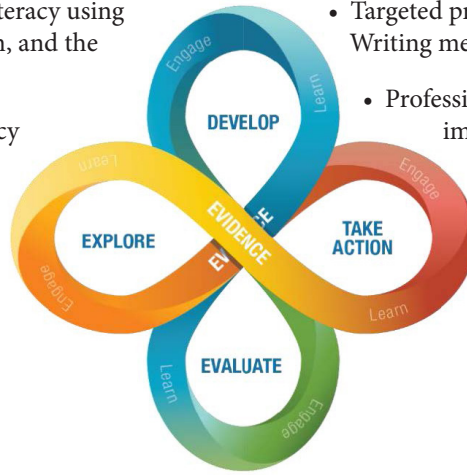 teracy using
n, and the
cy
• Targeted pr
Writing me
• Professi
im
Engage
Learn
DEVELOP
Learn
Engage
EXPLORE
EVIDENCE
TAKE
ACTION
Engage
Learn
EVALUATE
Learn
Engage